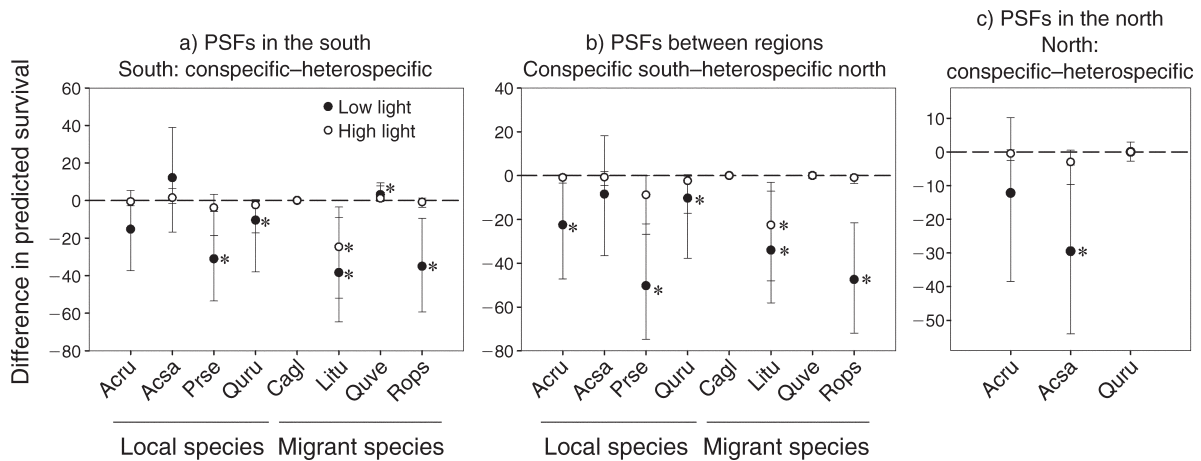 a) PSFs in the south
South: conspecific–heterospecific
b) PSFs between regions
Conspecific south–heterospecific north
c) PSFs in the north
North:
conspecific–heterospecific
Difference in predicted survival
60
40
20
0
−20
−40
−60
−80
Low light
High light
*
*
*
*
*
*
Acru
Acsa
Prse
Quru
Cagl
Litu
Quve
Rops
Local species
Migrant species
40
20
0
−20
−40
−60
−80
*
*
*
*
*
*
Acru
Acsa
Prse
Quru
Cagl
Litu
Quve
Rops
Local species
Migrant species
10
0
−10
−20
−30
−40
−50
*
Acru
Acsa
Quru